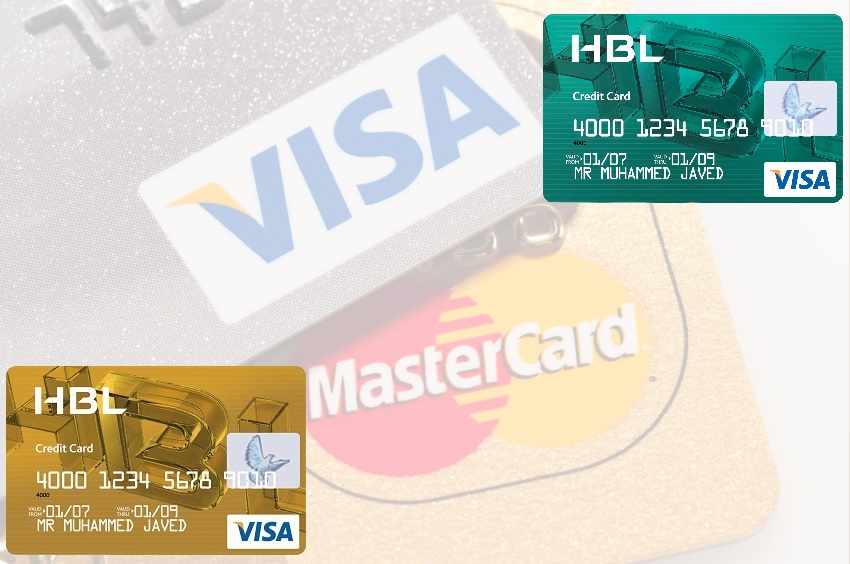 VISA
MasterCard
HBL
Credit Card
4000 1234 5678 9010
4000
VALID FROM 01/07 VALID THRU 01/09
MR MUHAMMED JAVED
VISA
HBL
Credit Card
4000 1234 5678 9010
4000
VALID FROM 01/07 VALID THRU 01/09
MR MUHAMMED JAVED
VISA